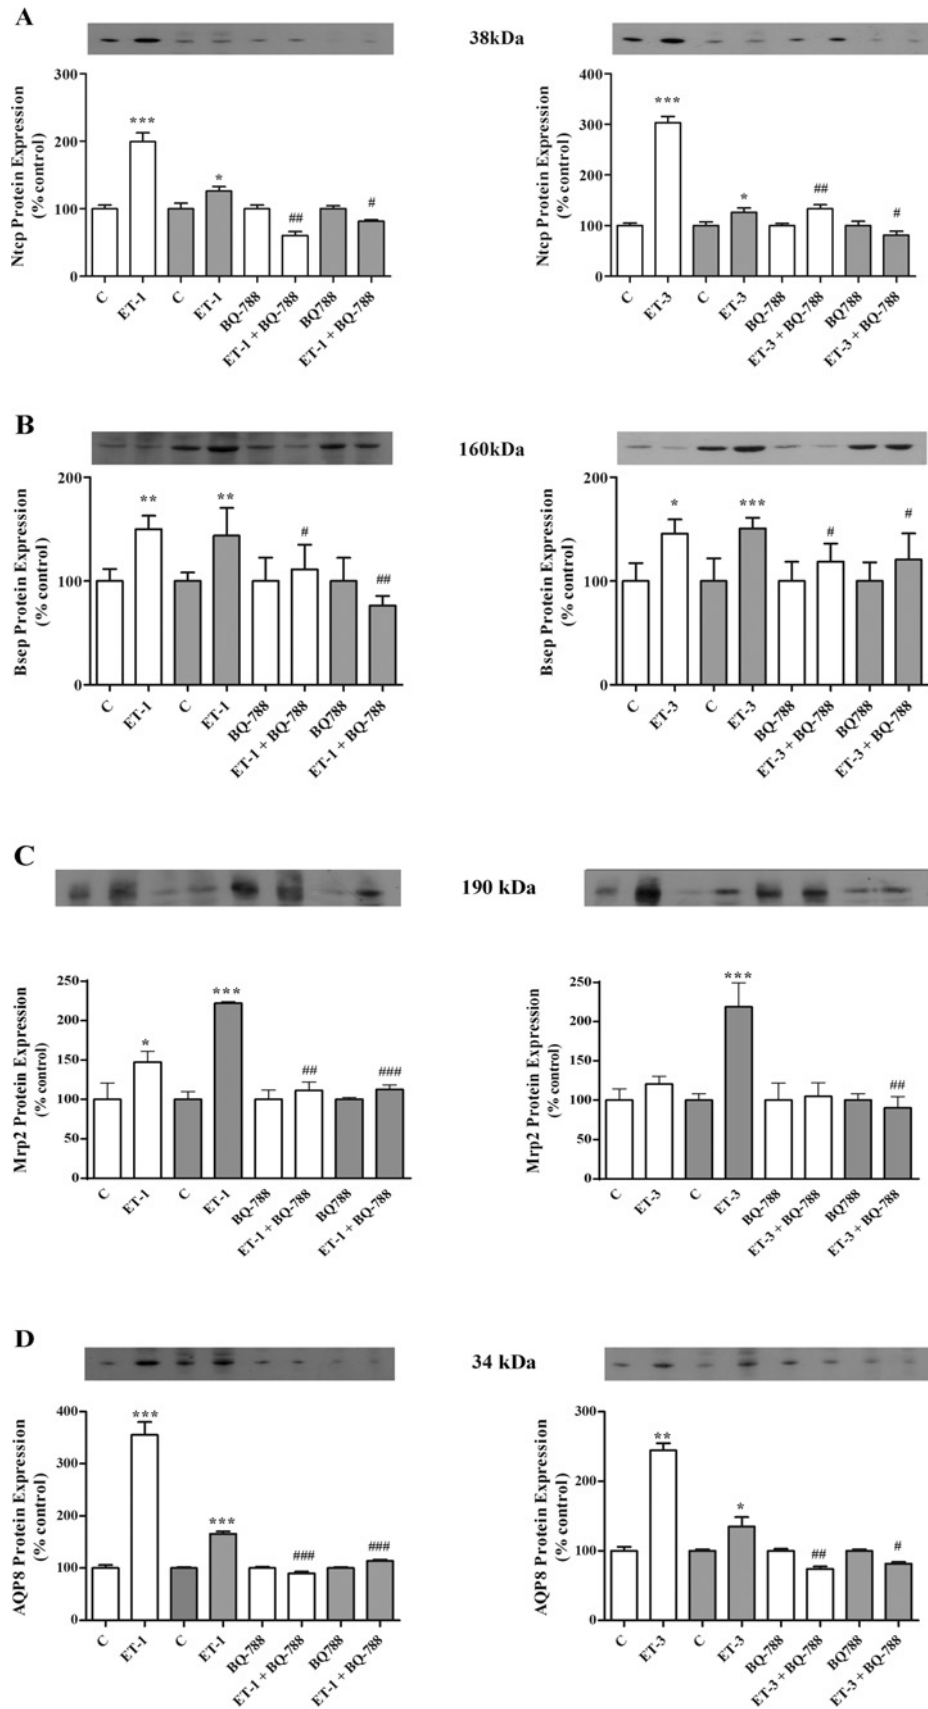 A
38kDa
Ntcp Protein Expression
(% control)
300
200
100
0
***
*
##
#
C
ET-1
C
ET-1
BQ-788
ET-1 + BQ-788
BQ788
ET-1 + BQ-788
Ntcp Protein Expression
(% control)
400
300
200
100
0
***
*
##
#
C
ET-3
C
ET-3
BQ-788
ET-3 + BQ-788
BQ788
ET-3 + BQ-788
B
160kDa
Bsep Protein Expression
(% control)
200
100
0
**
**
#
##
C
ET-1
C
ET-1
BQ-788
ET-1 + BQ-788
BQ788
ET-1 + BQ-788
Bsep Protein Expression
(% control)
200
100
0
*
***
#
#
C
ET-3
C
ET-3
BQ-788
ET-3 + BQ-788
BQ788
ET-3 + BQ-788
C
190 kDa
Mrp2 Protein Expression
(% control)
250
200
150
100
50
0
*
***
##
###
C
ET-1
C
ET-1
BQ-788
ET-1 + BQ-788
BQ788
ET-1 + BQ-788
Mrp2 Protein Expression
(% control)
250
200
150
100
50
0
***
##
C
ET-3
C
ET-3
BQ-788
ET-3 + BQ-788
BQ788
ET-3 + BQ-788
D
34 kDa
AQP8 Protein Expression
(% control)
400
300
200
100
0
***
***
###
###
C
ET-1
C
ET-1
BQ-788
ET-1 + BQ-788
BQ788
ET-1 + BQ-788
AQP8 Protein Expression
(% control)
300
200
100
0
**
*
##
#
C
ET-3
C
ET-3
BQ-788
ET-3 + BQ-788
BQ788
ET-3 + BQ-788